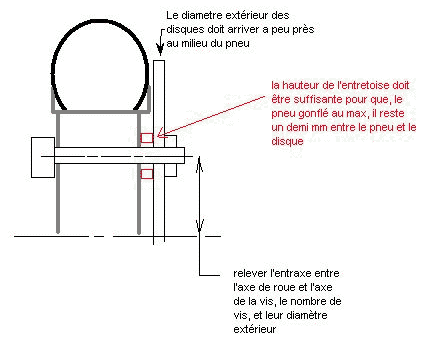 Le diametre extérieur des
disques doit arriver a peu près
au milieu du pneu
la hauteur de l'entretoise doit
être suffisante pour que, le
pneu gonflé au max, il reste
un demi mm entre le pneu et le
disque
relever l'entraxe entre
l'axe de roue et l'axe
de la vis, le nombre de
vis, et leur diamètre
extérieur